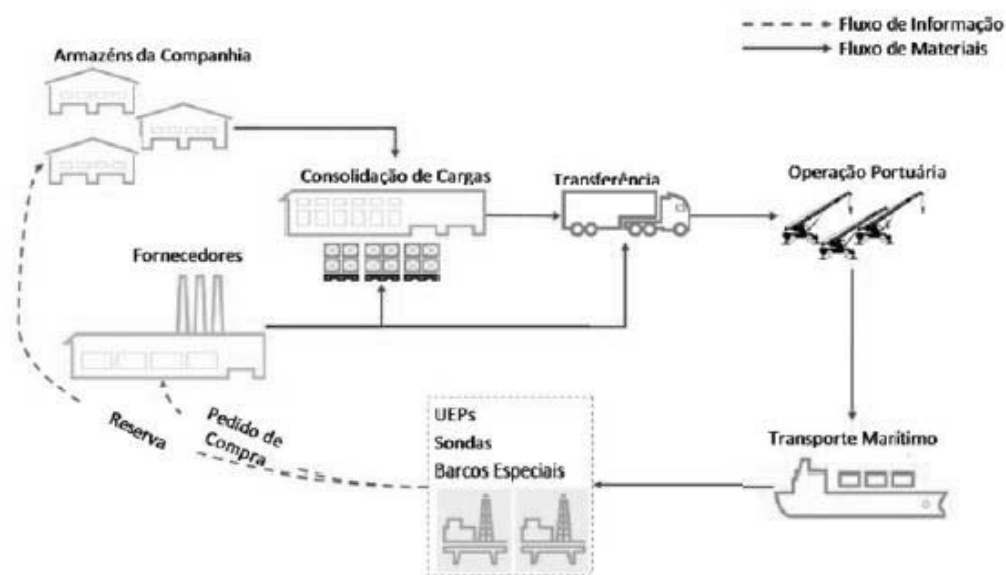 Fluxo de Informação
Fluxo de Materiais
Armazéns da Companhia
Consolidação de Cargas
Transferência
Operação Portuária
Fornecedores
Reserva
Pedido de
Compra
UEPs
Sondas
Barcos Especiais
Transporte Marítimo